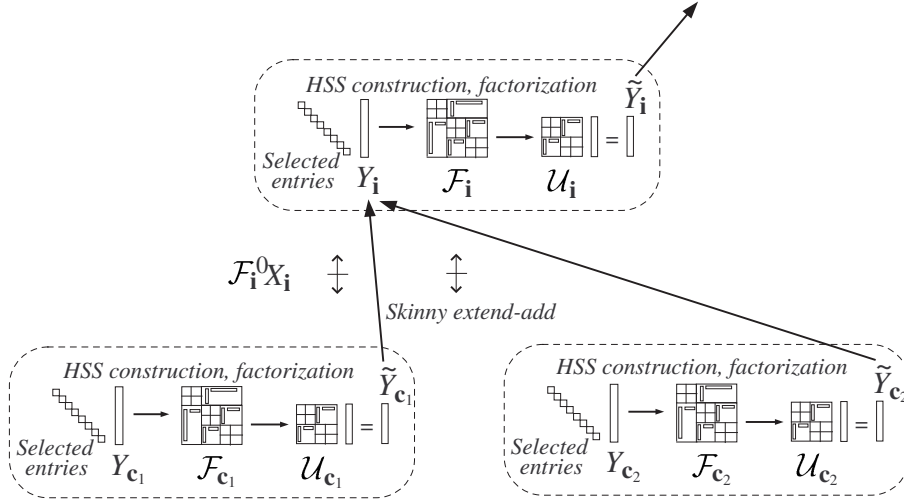 HSS construction, factorization
Ỹ_i
=
Selected entries
Y_i
ℱ_i
𝒰_i
ℱ_i^0 X_i
Skinny extend-add
HSS construction, factorization
Ỹ_c₁
=
Selected entries
Y_c₁
ℱ_c₁
𝒰_c₁
HSS construction, factorization
Ỹ_c₂
=
Selected entries
Y_c₂
ℱ_c₂
𝒰_c₂